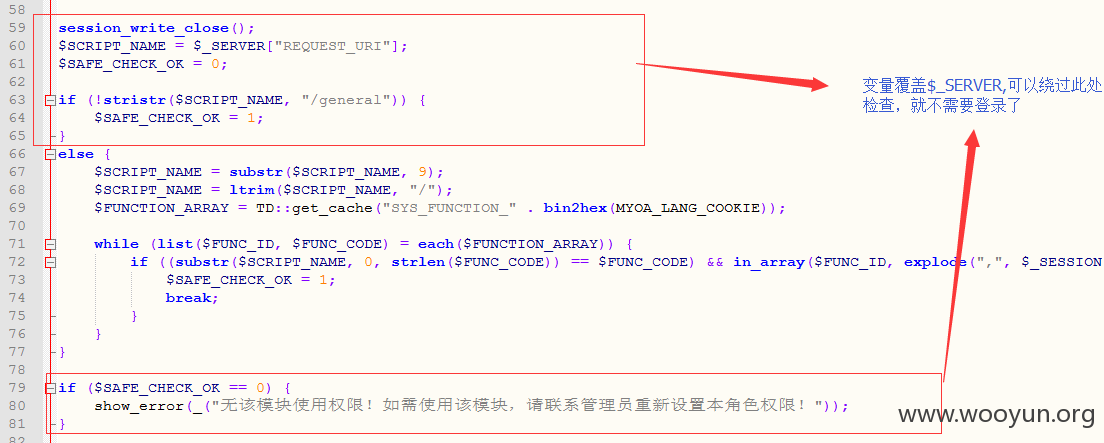 58
59 session_write_close();
60 $SCRIPT_NAME = $_SERVER["REQUEST_URI"];
61 $SAFE_CHECK_OK = 0;
62
63 if (!stristr($SCRIPT_NAME, "/general")) {
64 $SAFE_CHECK_OK = 1;
65 }
66 else {
67 $SCRIPT_NAME = substr($SCRIPT_NAME, 9);
68 $SCRIPT_NAME = ltrim($SCRIPT_NAME, "/");
69 $FUNCTION_ARRAY = TD::get_cache("SYS_FUNCTION_" . bin2hex(MYOA_LANG_COOKIE));
70
71 while (list($FUNC_ID, $FUNC_CODE) = each($FUNCTION_ARRAY)) {
72 if ((substr($SCRIPT_NAME, 0, strlen($FUNC_CODE)) == $FUNC_CODE) && in_array($FUNC_ID, explode(",", $_SESSION
73 $SAFE_CHECK_OK = 1;
74 break;
75 }
76 }
77 }
78
79 if ($SAFE_CHECK_OK == 0) {
80 show_error(_("无该模块使用权限！如需使用该模块，请联系管理员重新设置本角色权限！"));
81 }
82
变量覆盖$_SERVER,可以绕过此处
检查，就不需要登录了
www.wooyun.org